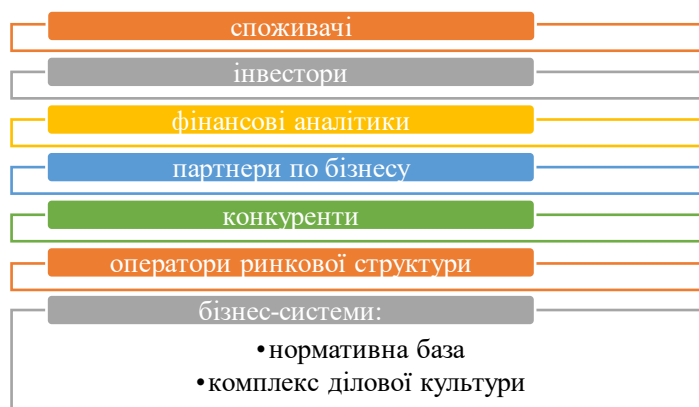 споживачі
інвестори
фінансові аналітики
партнери по бізнесу
конкуренти
оператори ринкової структури
бізнес-системи:
•нормативна база
•комплекс ділової культури